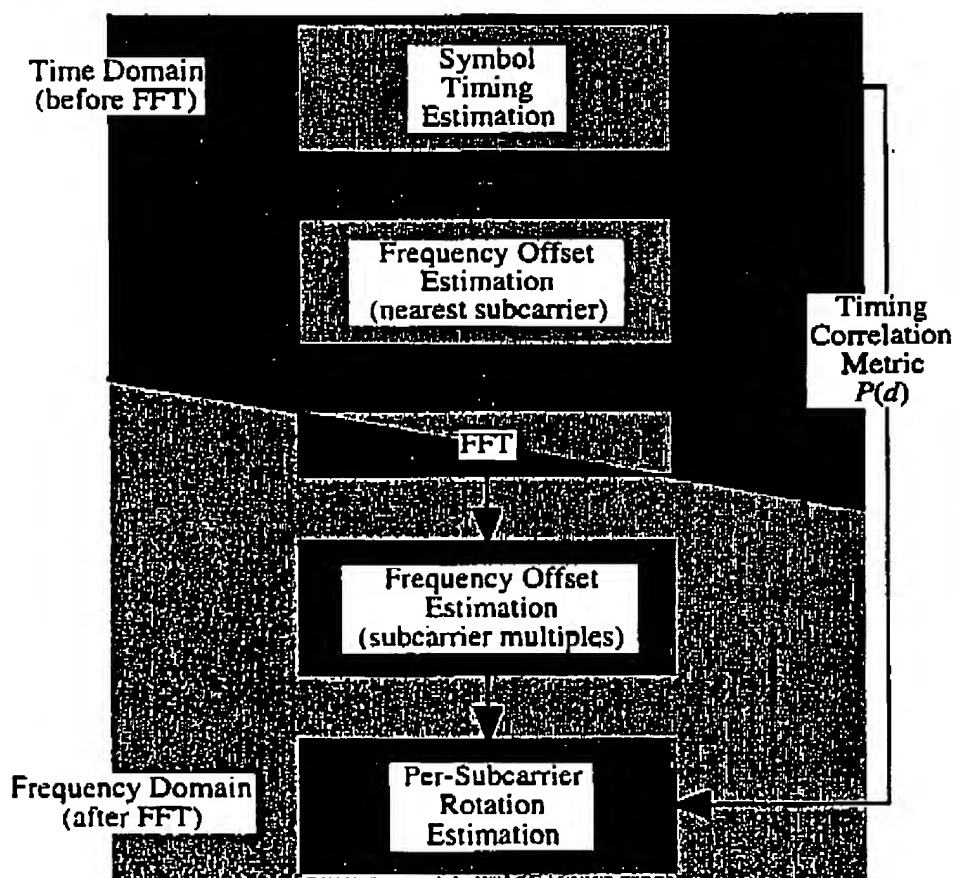 Time Domain
(before FFT)
Symbol
Timing
Estimation
Frequency Offset
Estimation
(nearest subcarrier)
Timing
Correlation
Metric
P(d)
FFT
Frequency Offset
Estimation
(subcarrier multiples)
Frequency Domain
(after FFT)
Per-Subcarrier
Rotation
Estimation